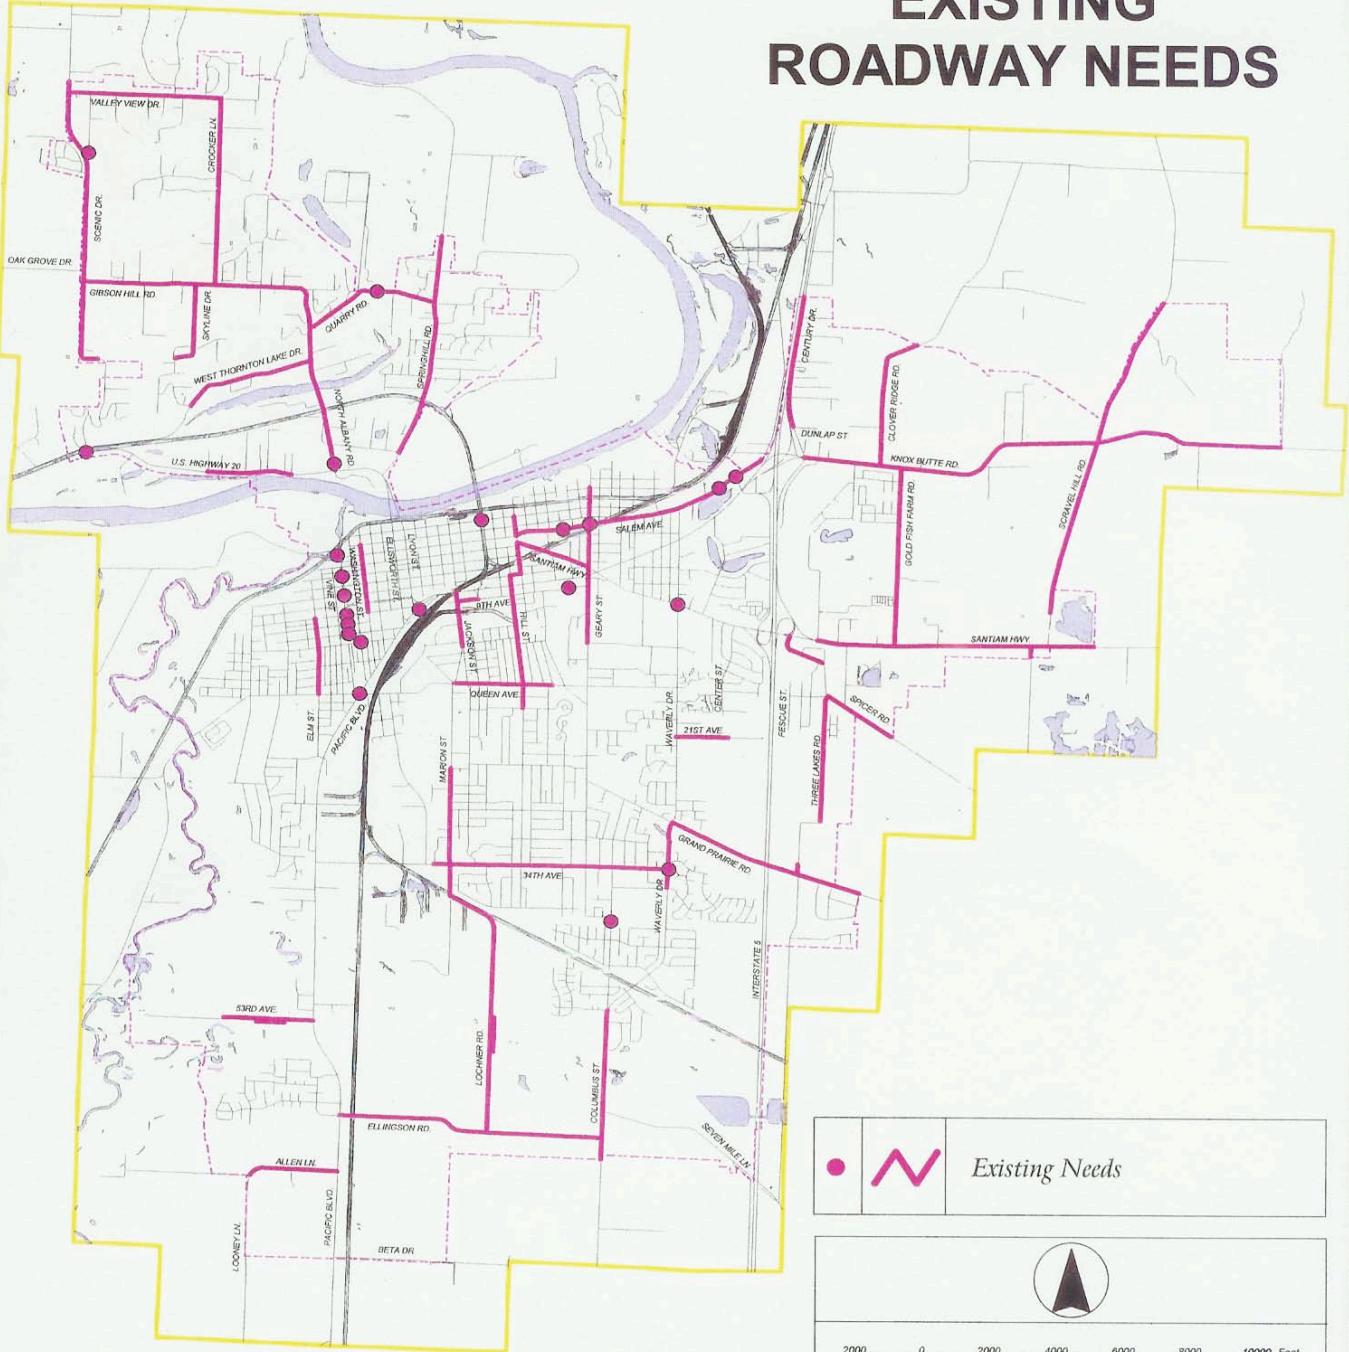 EXISTING
ROADWAY NEEDS
VALLEY VIEW DR.
CROCKER LN.
SCENIC DR.
OAK GROVE DR.
GIBSON HILL RD.
SKYLINE DR.
QUARRY RD.
WEST THORNTON LAKE DR.
SPRINGHILL RD.
NORTH ALBANY RD
U.S. HIGHWAY 20
CENTURY DR.
CLOVER RIDGE RD.
DUNLAP ST
KNOX BUTTE RD.
SCRAVEL HILL RD.
GOLD FISH FARM RD.
SALEM AVE.
SANTIAM HWY
WASHINGTON ST.
VINE ST.
ELLSWORTH ST.
LYON ST.
9TH AVE
JACKSON ST.
HILL ST.
GEARY ST
SANTIAM HWY
QUEEN AVE
ELM ST.
PACIFIC BLVD.
WAVERLY DR.
CENTER ST.
21ST AVE
FESCUE ST.
SPICER RD.
THREE LAKES RD.
MARION ST
GRAND PRAIRIE RD.
34TH AVE
WAVERLY DR.
INTERSTATE 5
53RD AVE.
LOCHNER RD.
COLUMBUS ST.
ELLINGSON RD.
SEVEN MILE LN
ALLEN LN.
LOONEY LN.
PACIFIC BLVD.
BETA DR
Existing Needs
2000 0 2000 4000 6000 8000 10000 Feet